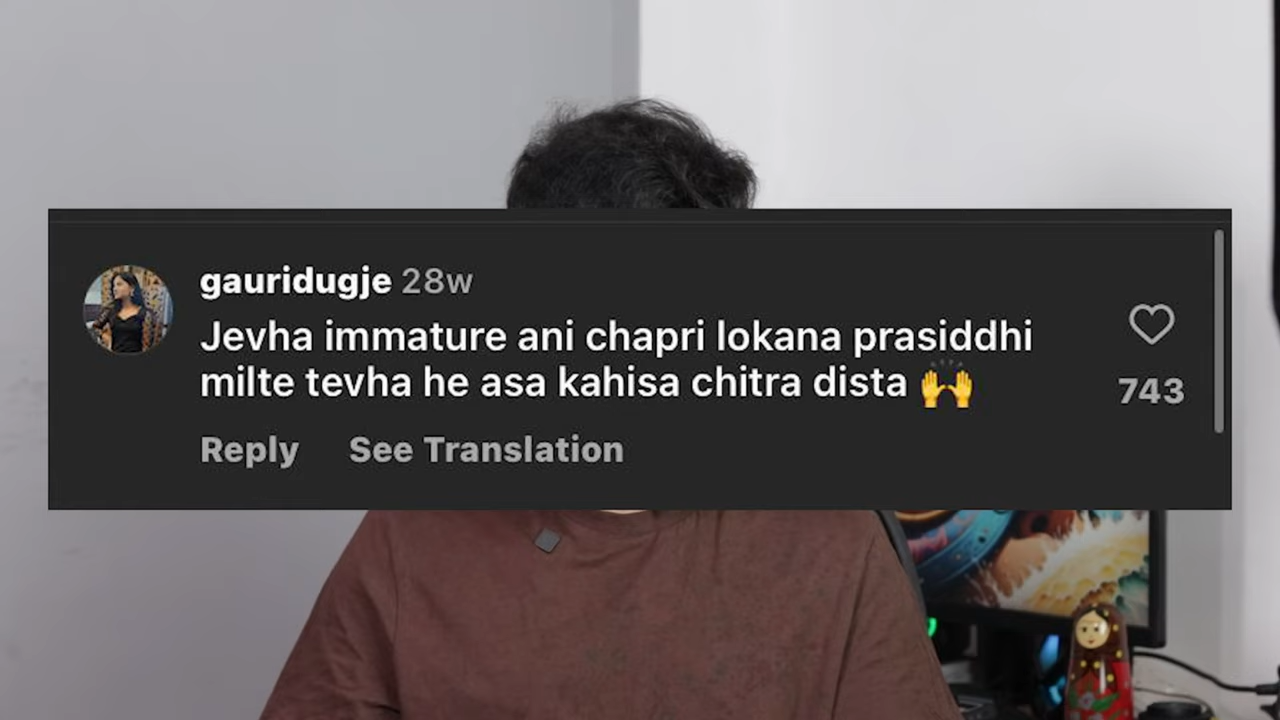 gauridugje 28w
Jevha immature ani chapri lokana prasiddhi
milte tevha he asa kahisa chitra dista 🙌
743
Reply See Translation